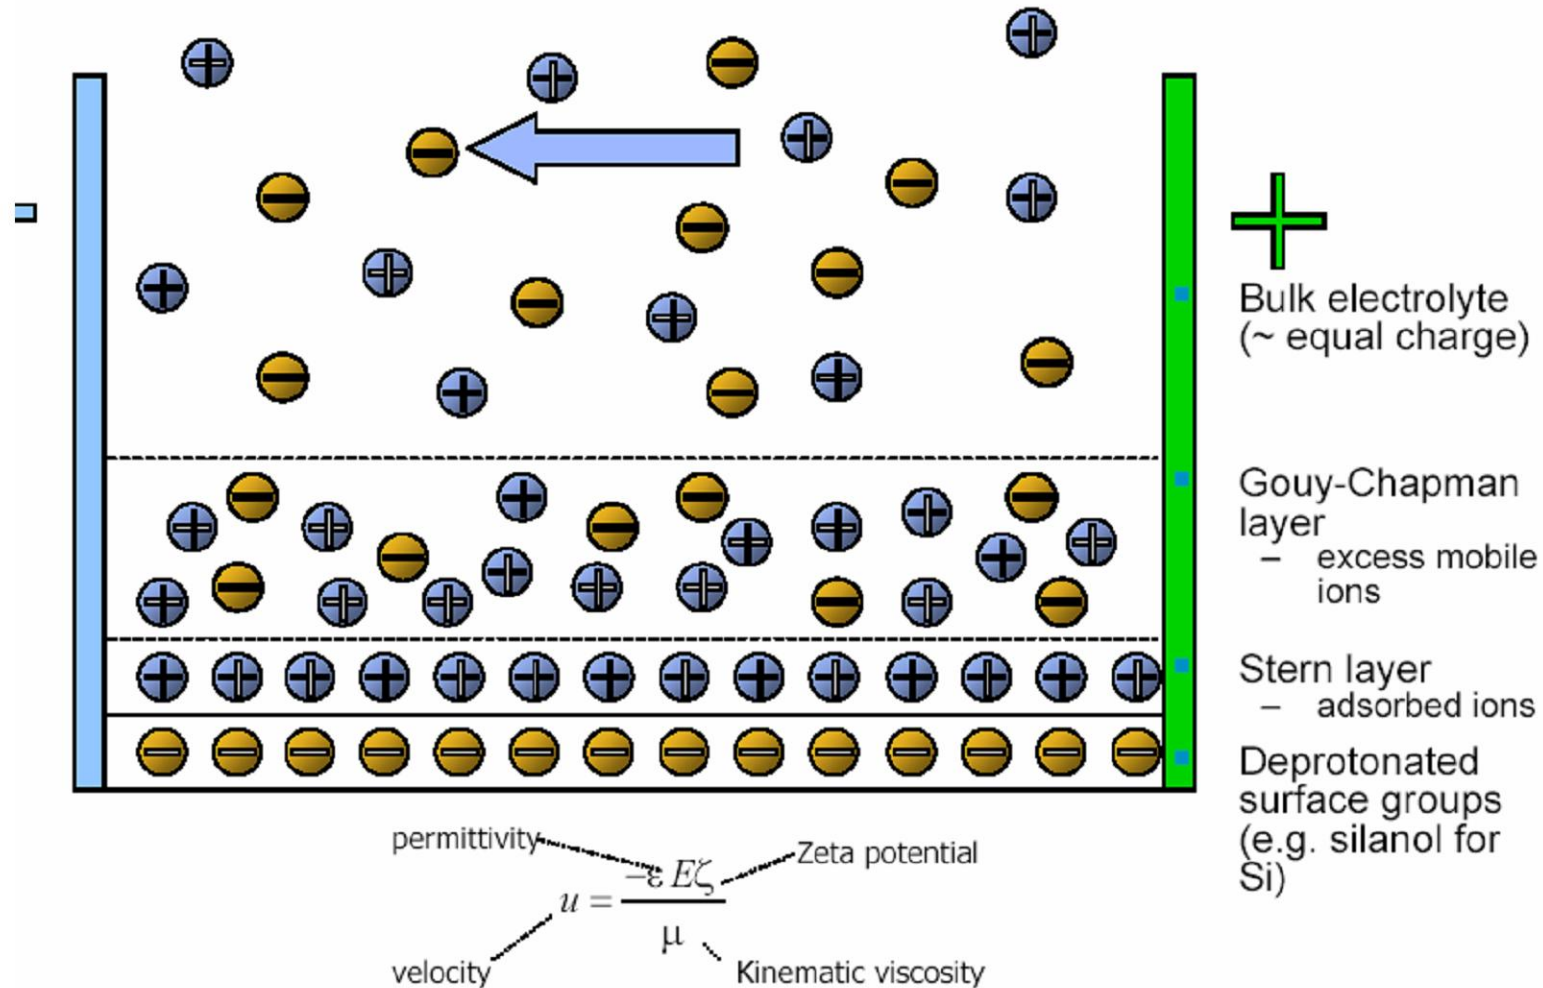 Bulk electrolyte
(~ equal charge)
Gouy-Chapman
layer
– excess mobile
ions
Stern layer
– adsorbed ions
Deprotonated
surface groups
(e.g. silanol for
Si)
permittivity
Zeta potential
u = −ε Eζ / μ
velocity
Kinematic viscosity